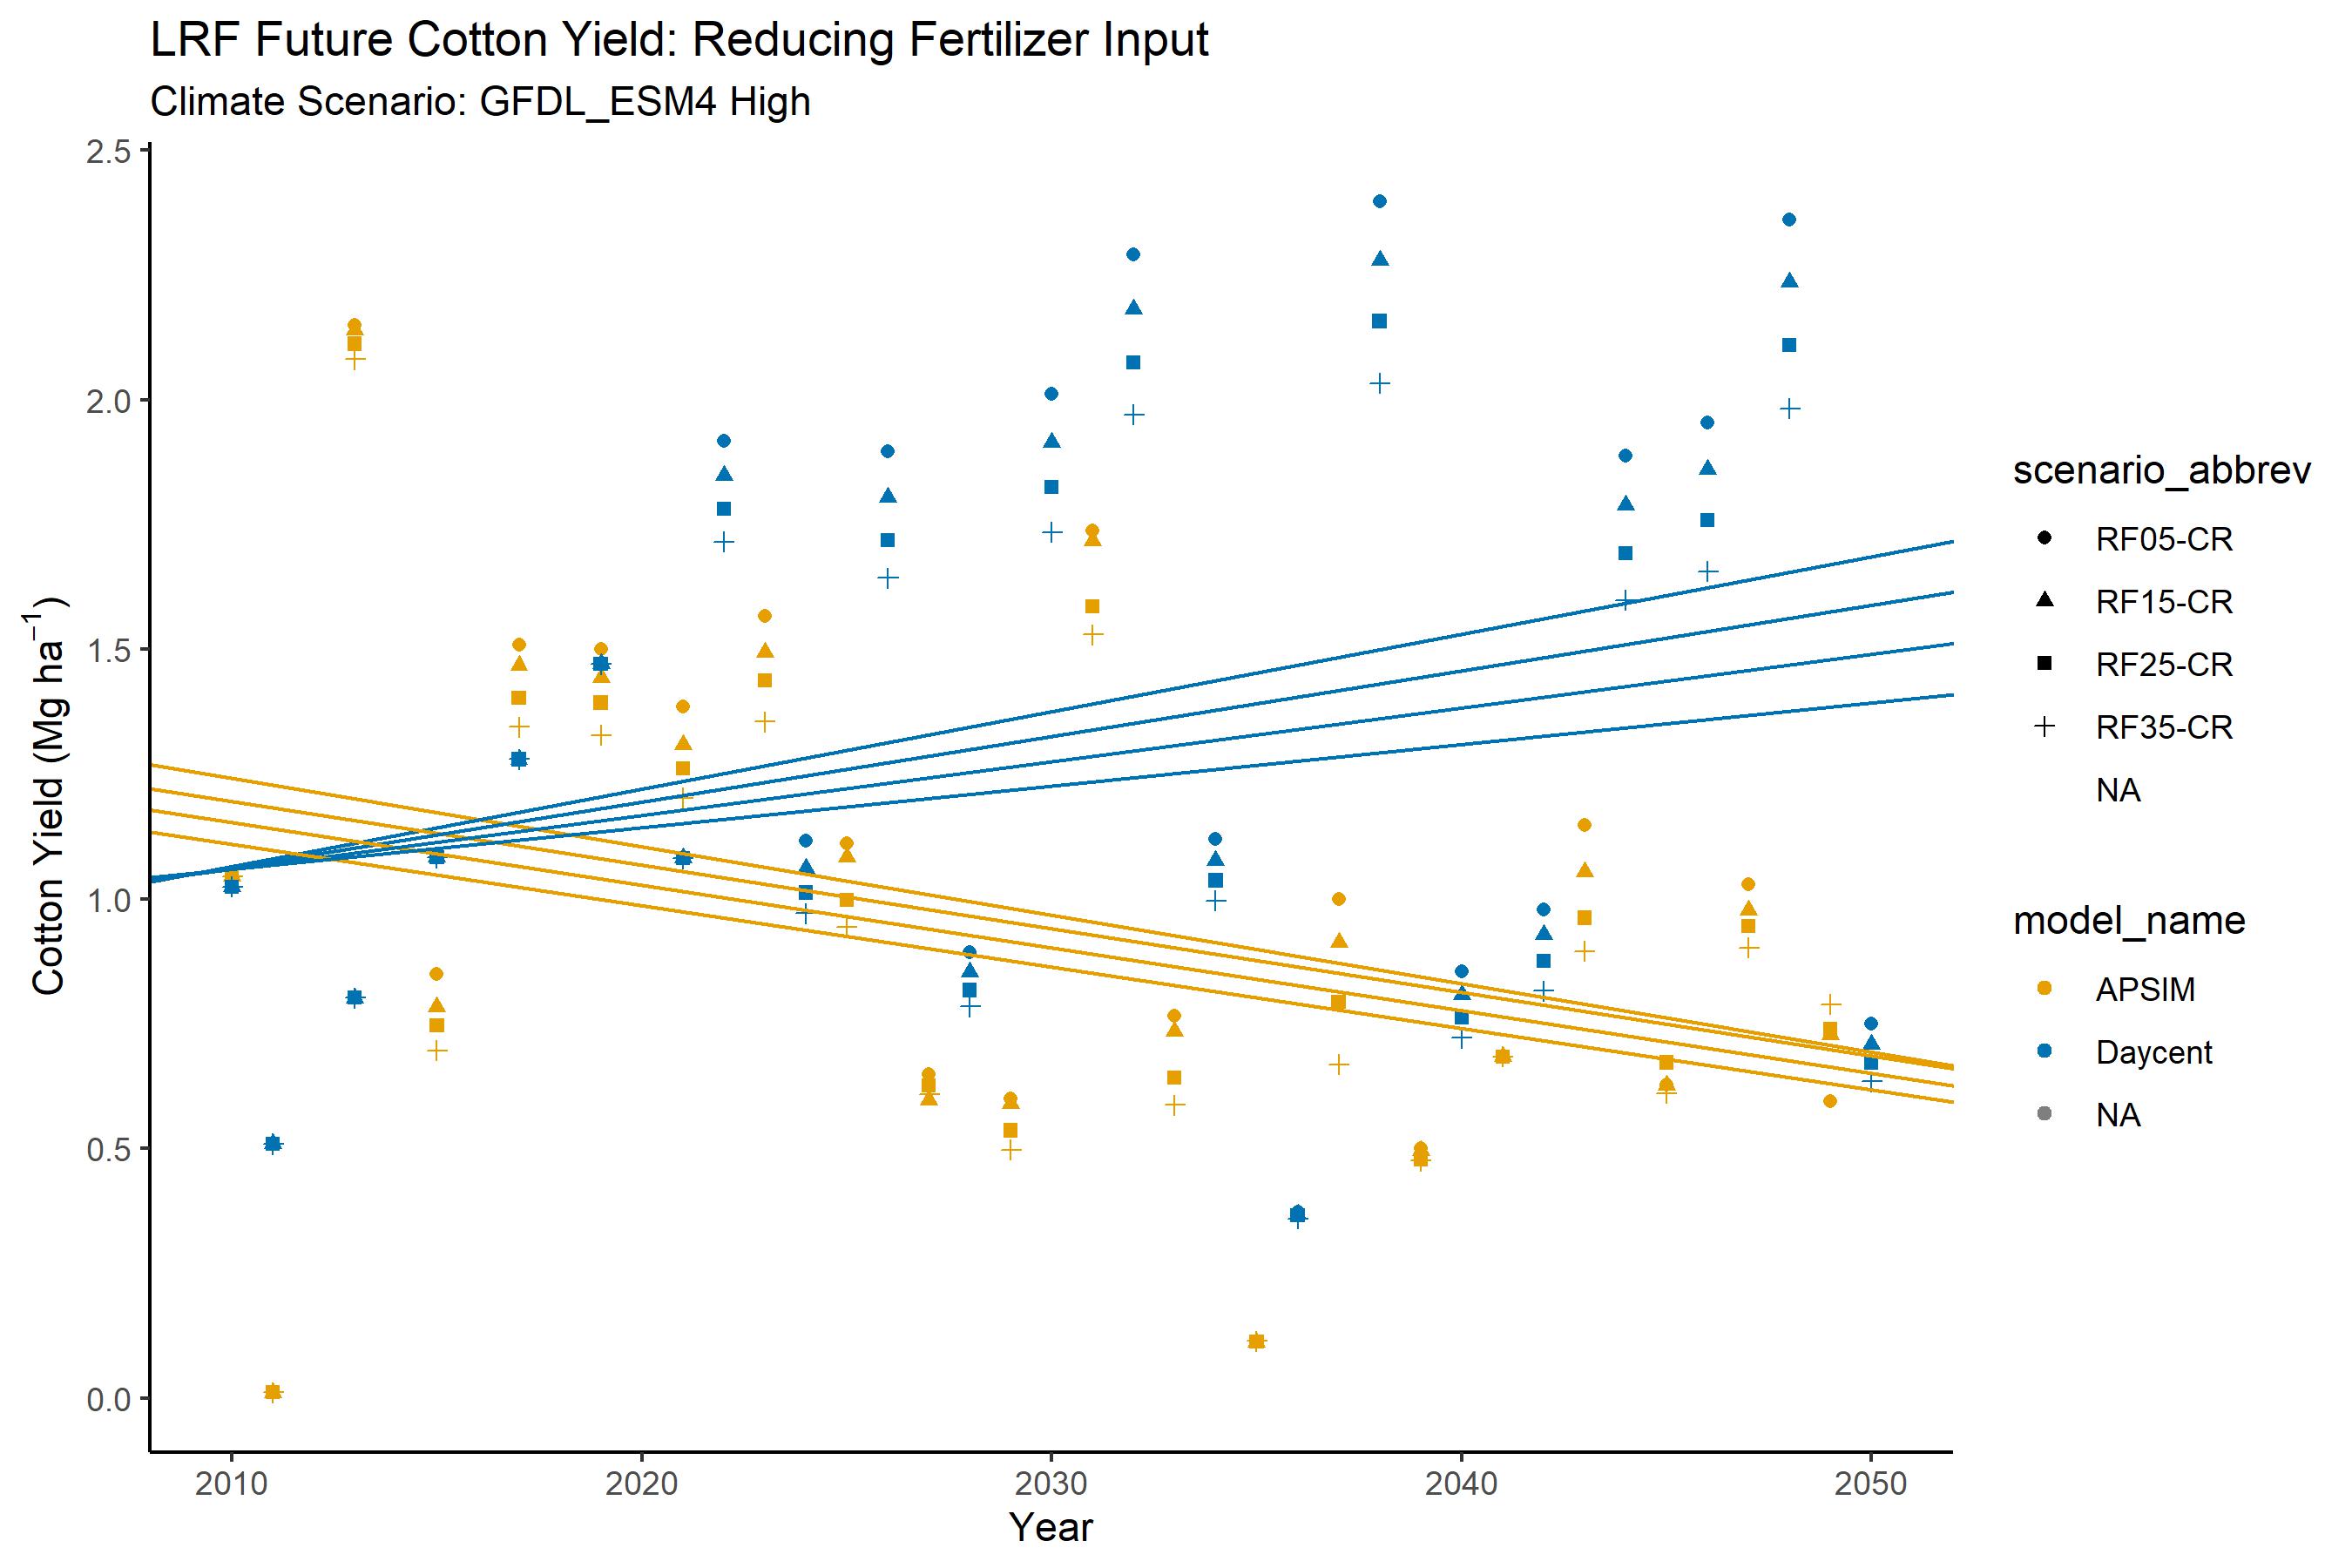 LRF Future Cotton Yield: Reducing Fertilizer Input
Climate Scenario: GFDL_ESM4 High
2.5
2.0
1.5
1.0
0.5
0.0
Cotton Yield (Mg ha⁻¹)
2010 2020 2030 2040 2050
Year
scenario_abbrev
RF05-CR
RF15-CR
RF25-CR
RF35-CR
NA
model_name
APSIM
Daycent
NA